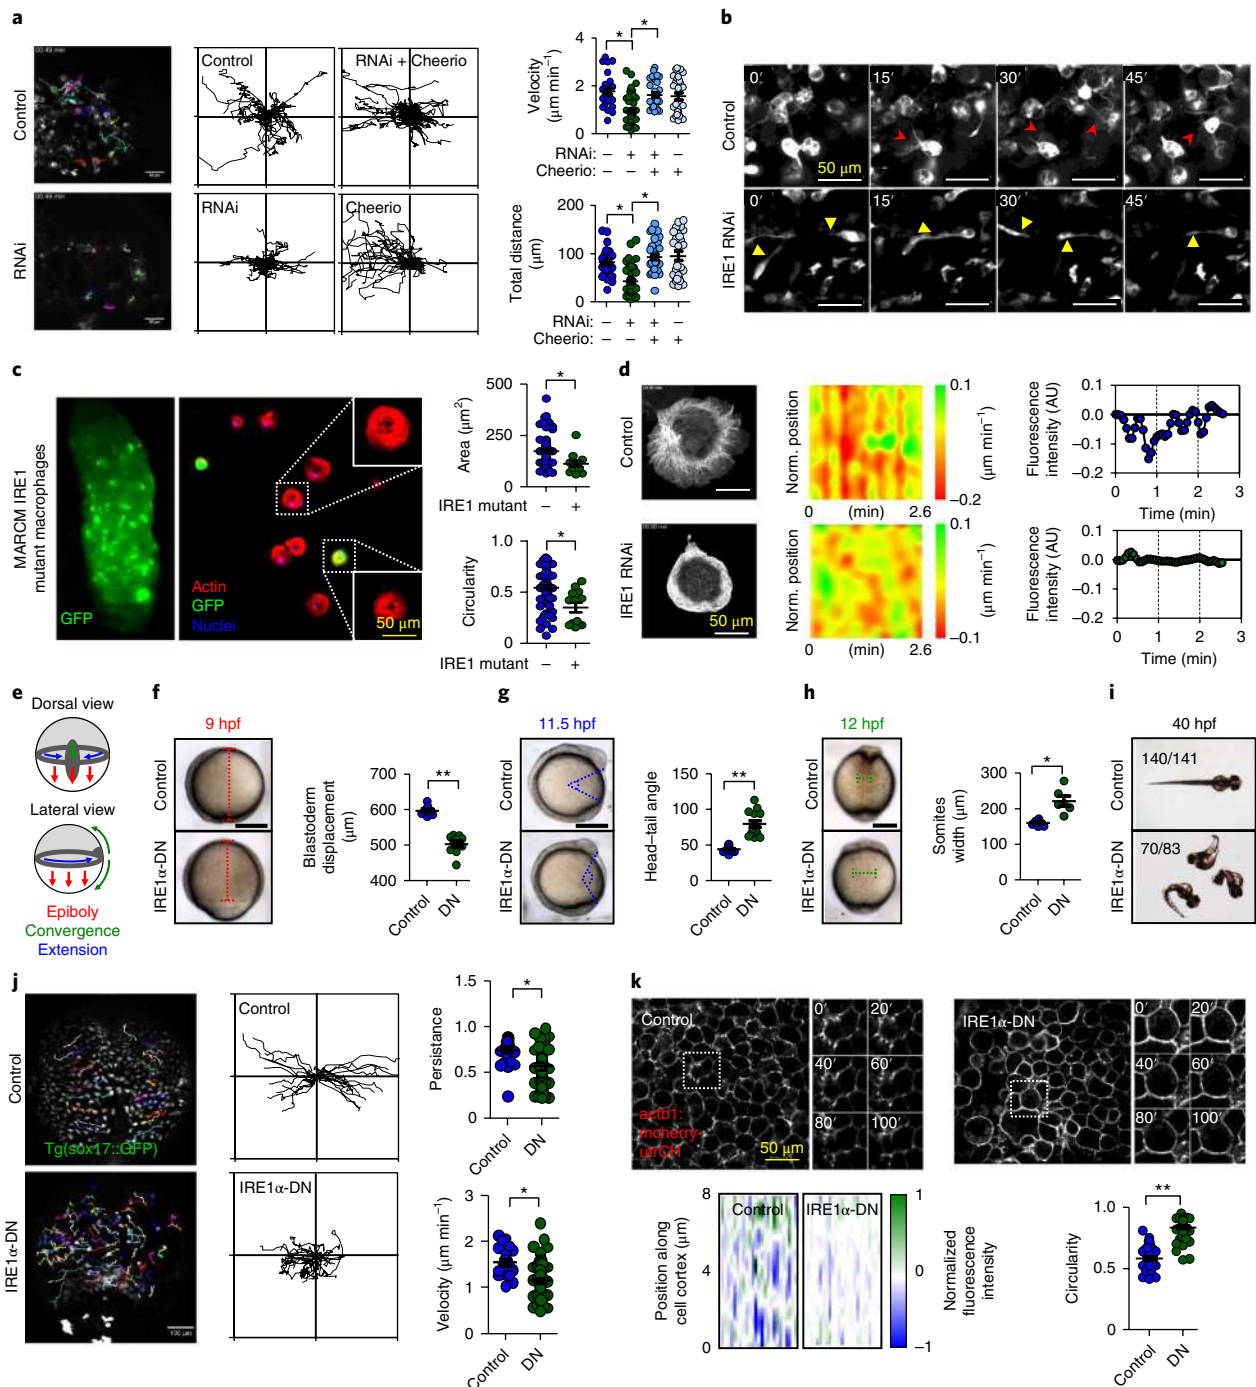 a
Control
RNAi
00:49 min
Control
RNAi + Cheerio
RNAi
Cheerio
Velocity
(μm min⁻¹)
4
2
0
*
*
RNAi: – + + –
Cheerio: – – + +
Total distance
(μm)
200
100
0
*
*
RNAi: – + + –
Cheerio: – – + +
b
Control
0′
15′
30′
45′
50 μm
IRE1 RNAi
0′
15′
30′
45′
c
MARCM IRE1
mutant macrophages
GFP
Actin
GFP
Nuclei
50 μm
Area (μm²)
500
250
0
*
IRE1 mutant – +
Circularity
1.0
0.5
0
*
IRE1 mutant – +
d
Control
IRE1 RNAi
50 μm
Norm. position
0 (min) 2.6
0.1
–0.2
(μm min⁻¹)
Norm. position
0 (min) 2.6
0.1
–0.1
(μm min⁻¹)
Fluorescence
intensity (AU)
0.1
0.0
–0.1
–0.2
0 1 2 3
Time (min)
Fluorescence
intensity (AU)
0.1
0.0
–0.1
–0.2
0 1 2 3
Time (min)
e
Dorsal view
Lateral view
Epiboly
Convergence
Extension
f
9 hpf
Control
IRE1α-DN
Blastoderm
displacement
(μm)
700
600
500
400
**
Control
DN
g
11.5 hpf
Control
IRE1α-DN
Head–tail angle
150
100
50
0
**
Control
DN
h
12 hpf
Control
IRE1α-DN
Somites
width (μm)
300
200
100
0
*
Control
DN
i
40 hpf
Control
140/141
IRE1α-DN
70/83
j
Control
Tg(sox17::GFP)
IRE1α-DN
100 μm
Control
IRE1α-DN
Persistance
1.5
1.0
0.5
0
*
Control
DN
Velocity (μm min⁻¹)
3
2
1
0
*
Control
DN
k
Control
actb1:
mcherry-
utrCH
50 μm
0′
20′
40′
60′
80′
100′
IRE1α-DN
0′
20′
40′
60′
80′
100′
Position along
cell cortex (μm)
8
4
0
Control
IRE1α-DN
1
0
–1
Normalized
fluorescence
intensity
Circularity
1.0
0.5
0
**
Control
DN